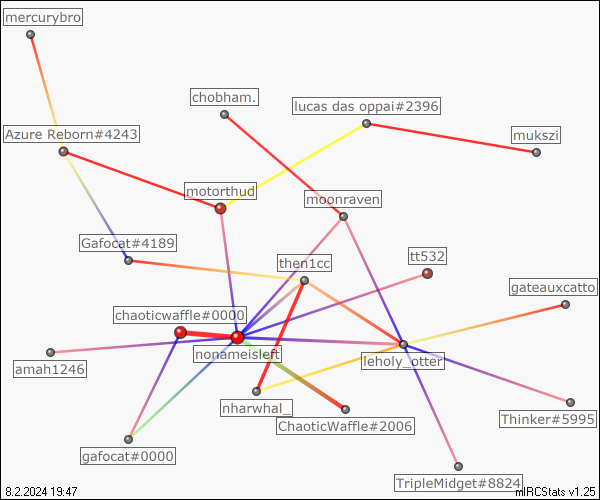 mercurybro
chobham.
lucas das oppai#2396
Azure Reborn#4243
mukszi
motorthud
moonraven
Gafocat#4189
then1cc
tt532
gateauxcatto
chaoticwaffle#0000
nonameisleft
leholy_otter
amah1246
nharwhal_
ChaoticWaffle#2006
Thinker#5995
gafocat#0000
TripleMidget#8824
8.2.2024 19:47
mIRCStats v1.25